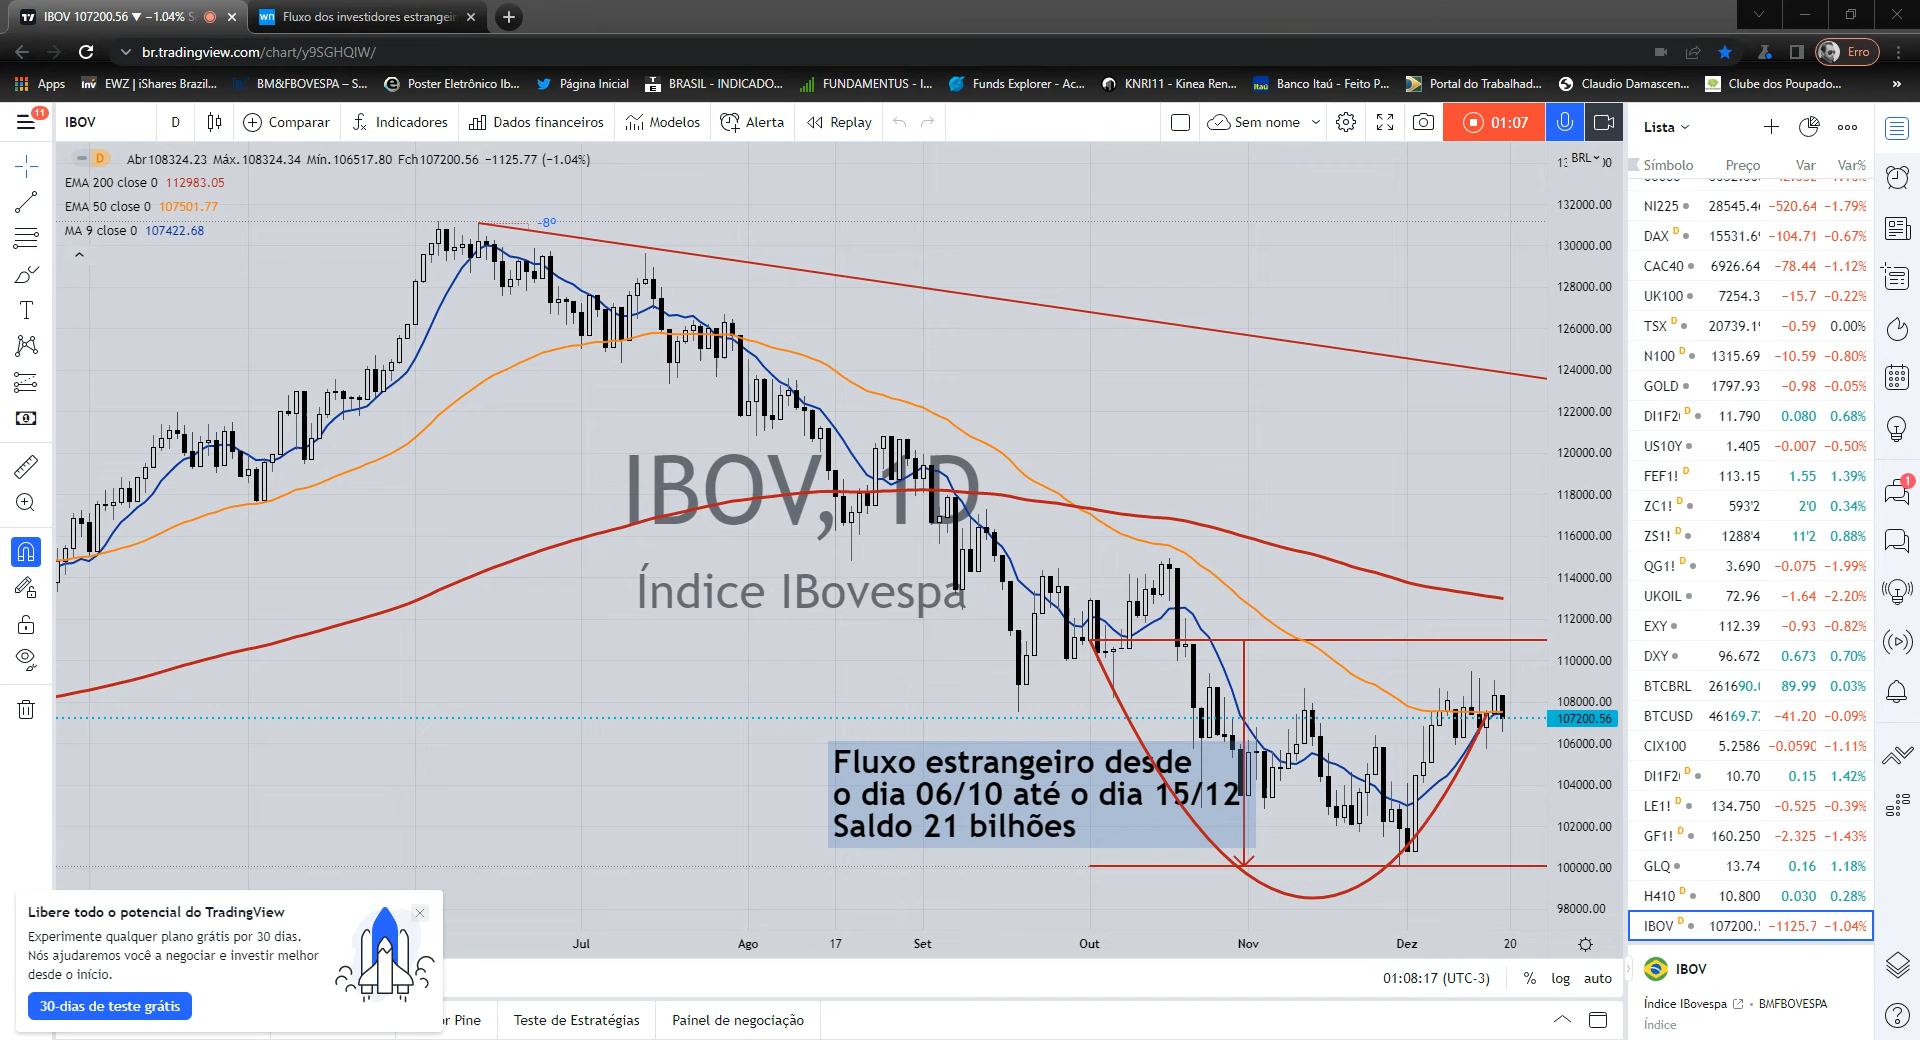 IBOV 107200.56 ▼ −1.04% S
Fluxo dos investidores estrangeir
br.tradingview.com/chart/y9SGHQIW/
Erro
Apps
EWZ | iShares Brazil...
BM&FBOVESPA – S...
Poster Eletrônico Ib...
Página Inicial
BRASIL - INDICADO...
FUNDAMENTUS - I...
Funds Explorer - Ac...
KNRI11 - Kinea Ren...
Banco Itaú - Feito P...
Portal do Trabalhad...
Claudio Damascen...
Clube dos Poupado...
»
11
IBOV
D
Comparar
Indicadores
Dados financeiros
Modelos
Alerta
Replay
Sem nome
01:07
Lista
D
Abr108324.23 Máx.108324.34 Mín.106517.80 Fch107200.56 −1125.77 (−1.04%)
EMA 200 close 0 112983.05
EMA 50 close 0 107501.77
MA 9 close 0 107422.68
-8º
IBOV, 1D
Índice IBovespa
Fluxo estrangeiro desde
o dia 06/10 até o dia 15/12
Saldo 21 bilhões
BRL
132000.00
130000.00
128000.00
126000.00
124000.00
122000.00
120000.00
118000.00
116000.00
114000.00
112000.00
110000.00
108000.00
107200.56
106000.00
104000.00
102000.00
100000.00
98000.00
Jul
Ago
17
Set
Out
Nov
Dez
20
Símbolo Preço Var Var%
NI225 28545.4 −520.64 −1.79%
DAX D 15531.6 −104.71 −0.67%
CAC40 6926.64 −78.44 −1.12%
UK100 7254.3 −15.7 −0.22%
TSX D 20739.1 −0.59 0.00%
N100 D 1315.69 −10.59 −0.80%
GOLD 1797.93 −0.98 −0.05%
DI1F2 D 11.790 0.080 0.68%
US10Y 1.405 −0.007 −0.50%
FEF1! D 113.15 1.55 1.39%
ZC1! D 593'2 2'0 0.34%
ZS1! D 1288'4 11'2 0.88%
QG1! D 3.690 −0.075 −1.99%
UKOIL 72.96 −1.64 −2.20%
EXY 112.39 −0.93 −0.82%
DXY 96.672 0.673 0.70%
BTCBRL 261690. 89.99 0.03%
BTCUSD 46169.7 −41.20 −0.09%
CIX100 5.2586 −0.0590 −1.11%
DI1F2 D 10.70 0.15 1.42%
LE1! D 134.750 −0.525 −0.39%
GF1! D 160.250 −2.325 −1.43%
GLQ 13.74 0.16 1.18%
H410 D 10.800 0.030 0.28%
IBOV D 107200. −1125.7 −1.04%
IBOV
Índice IBovespa • BMFBOVESPA
Índice
1
Libere todo o potencial do TradingView
Experimente qualquer plano grátis por 30 dias.
Nós ajudaremos você a negociar e investir melhor
desde o início.
30-dias de teste grátis
01:08:17 (UTC-3)
% log auto
or Pine
Teste de Estratégias
Painel de negociação